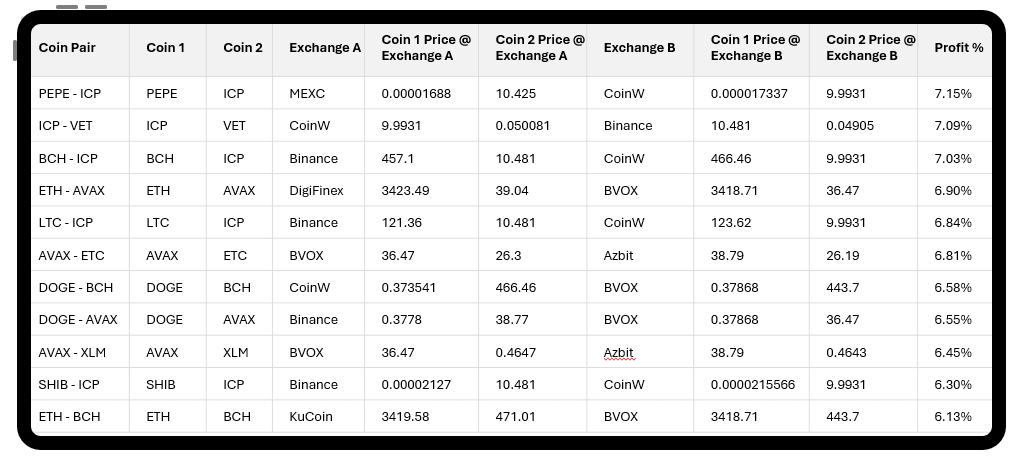 Coin Pair Coin 1 Coin 2 Exchange A Coin 1 Price @ Exchange A Coin 2 Price @ Exchange A Exchange B Coin 1 Price @ Exchange B Coin 2 Price @ Exchange B Profit %
PEPE - ICP PEPE ICP MEXC 0.00001688 10.425 CoinW 0.000017337 9.9931 7.15%
ICP - VET ICP VET CoinW 9.9931 0.050081 Binance 10.481 0.04905 7.09%
BCH - ICP BCH ICP Binance 457.1 10.481 CoinW 466.46 9.9931 7.03%
ETH - AVAX ETH AVAX DigiFinex 3423.49 39.04 BVOX 3418.71 36.47 6.90%
LTC - ICP LTC ICP Binance 121.36 10.481 CoinW 123.62 9.9931 6.84%
AVAX - ETC AVAX ETC BVOX 36.47 26.3 Azbit 38.79 26.19 6.81%
DOGE - BCH DOGE BCH CoinW 0.373541 466.46 BVOX 0.37868 443.7 6.58%
DOGE - AVAX DOGE AVAX Binance 0.3778 38.77 BVOX 0.37868 36.47 6.55%
AVAX - XLM AVAX XLM BVOX 36.47 0.4647 Azbit 38.79 0.4643 6.45%
SHIB - ICP SHIB ICP Binance 0.00002127 10.481 CoinW 0.0000215566 9.9931 6.30%
ETH - BCH ETH BCH KuCoin 3419.58 471.01 BVOX 3418.71 443.7 6.13%